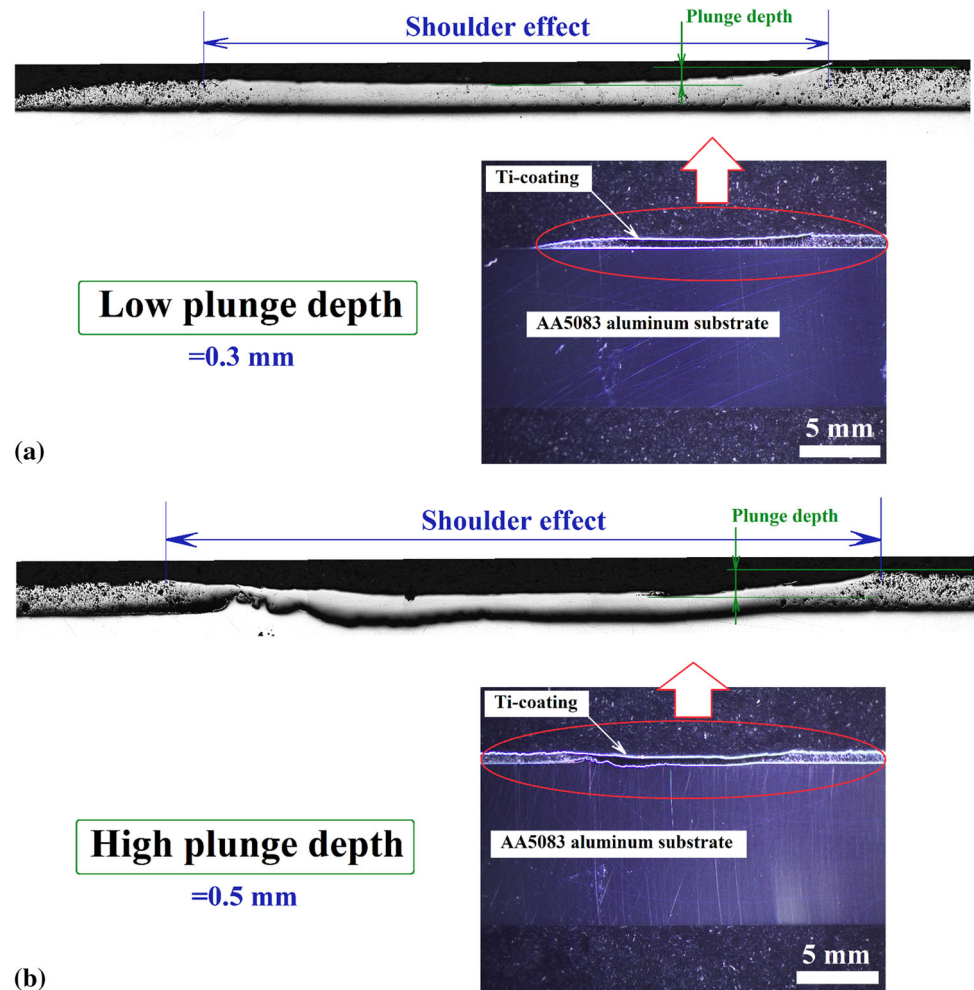 Plunge depth
Shoulder effect
Ti-coating
Low plunge depth
=0.3 mm
AA5083 aluminum substrate
5 mm
(a)
Shoulder effect
Plunge depth
Ti-coating
High plunge depth
=0.5 mm
AA5083 aluminum substrate
5 mm
(b)